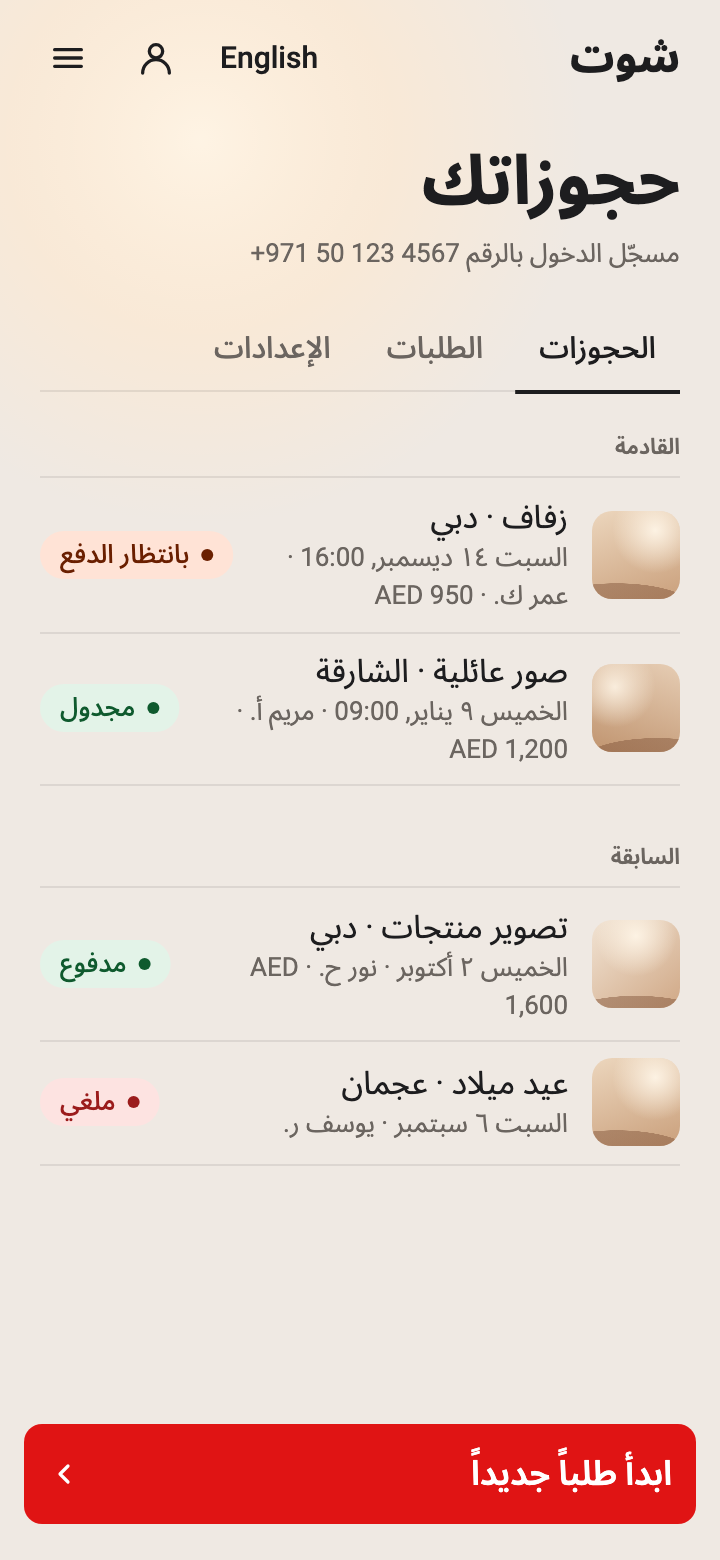 شوت
English
حجوزاتك
مسجّل الدخول بالرقم 4567 123 50 971+
الحجوزات
الطلبات
الإعدادات
القادمة
زفاف · دبي
السبت ١٤ ديسمبر, 16:00 ·
عمر ك. · AED 950
بانتظار الدفع
صور عائلية · الشارقة
الخميس ٩ يناير, 09:00 · مريم أ. ·
AED 1,200
مجدول
السابقة
تصوير منتجات · دبي
الخميس ٢ أكتوبر · نور ح. · AED
1,600
مدفوع
عيد ميلاد · عجمان
السبت ٦ سبتمبر · يوسف ر.
ملغي
ابدأ طلباً جديداً